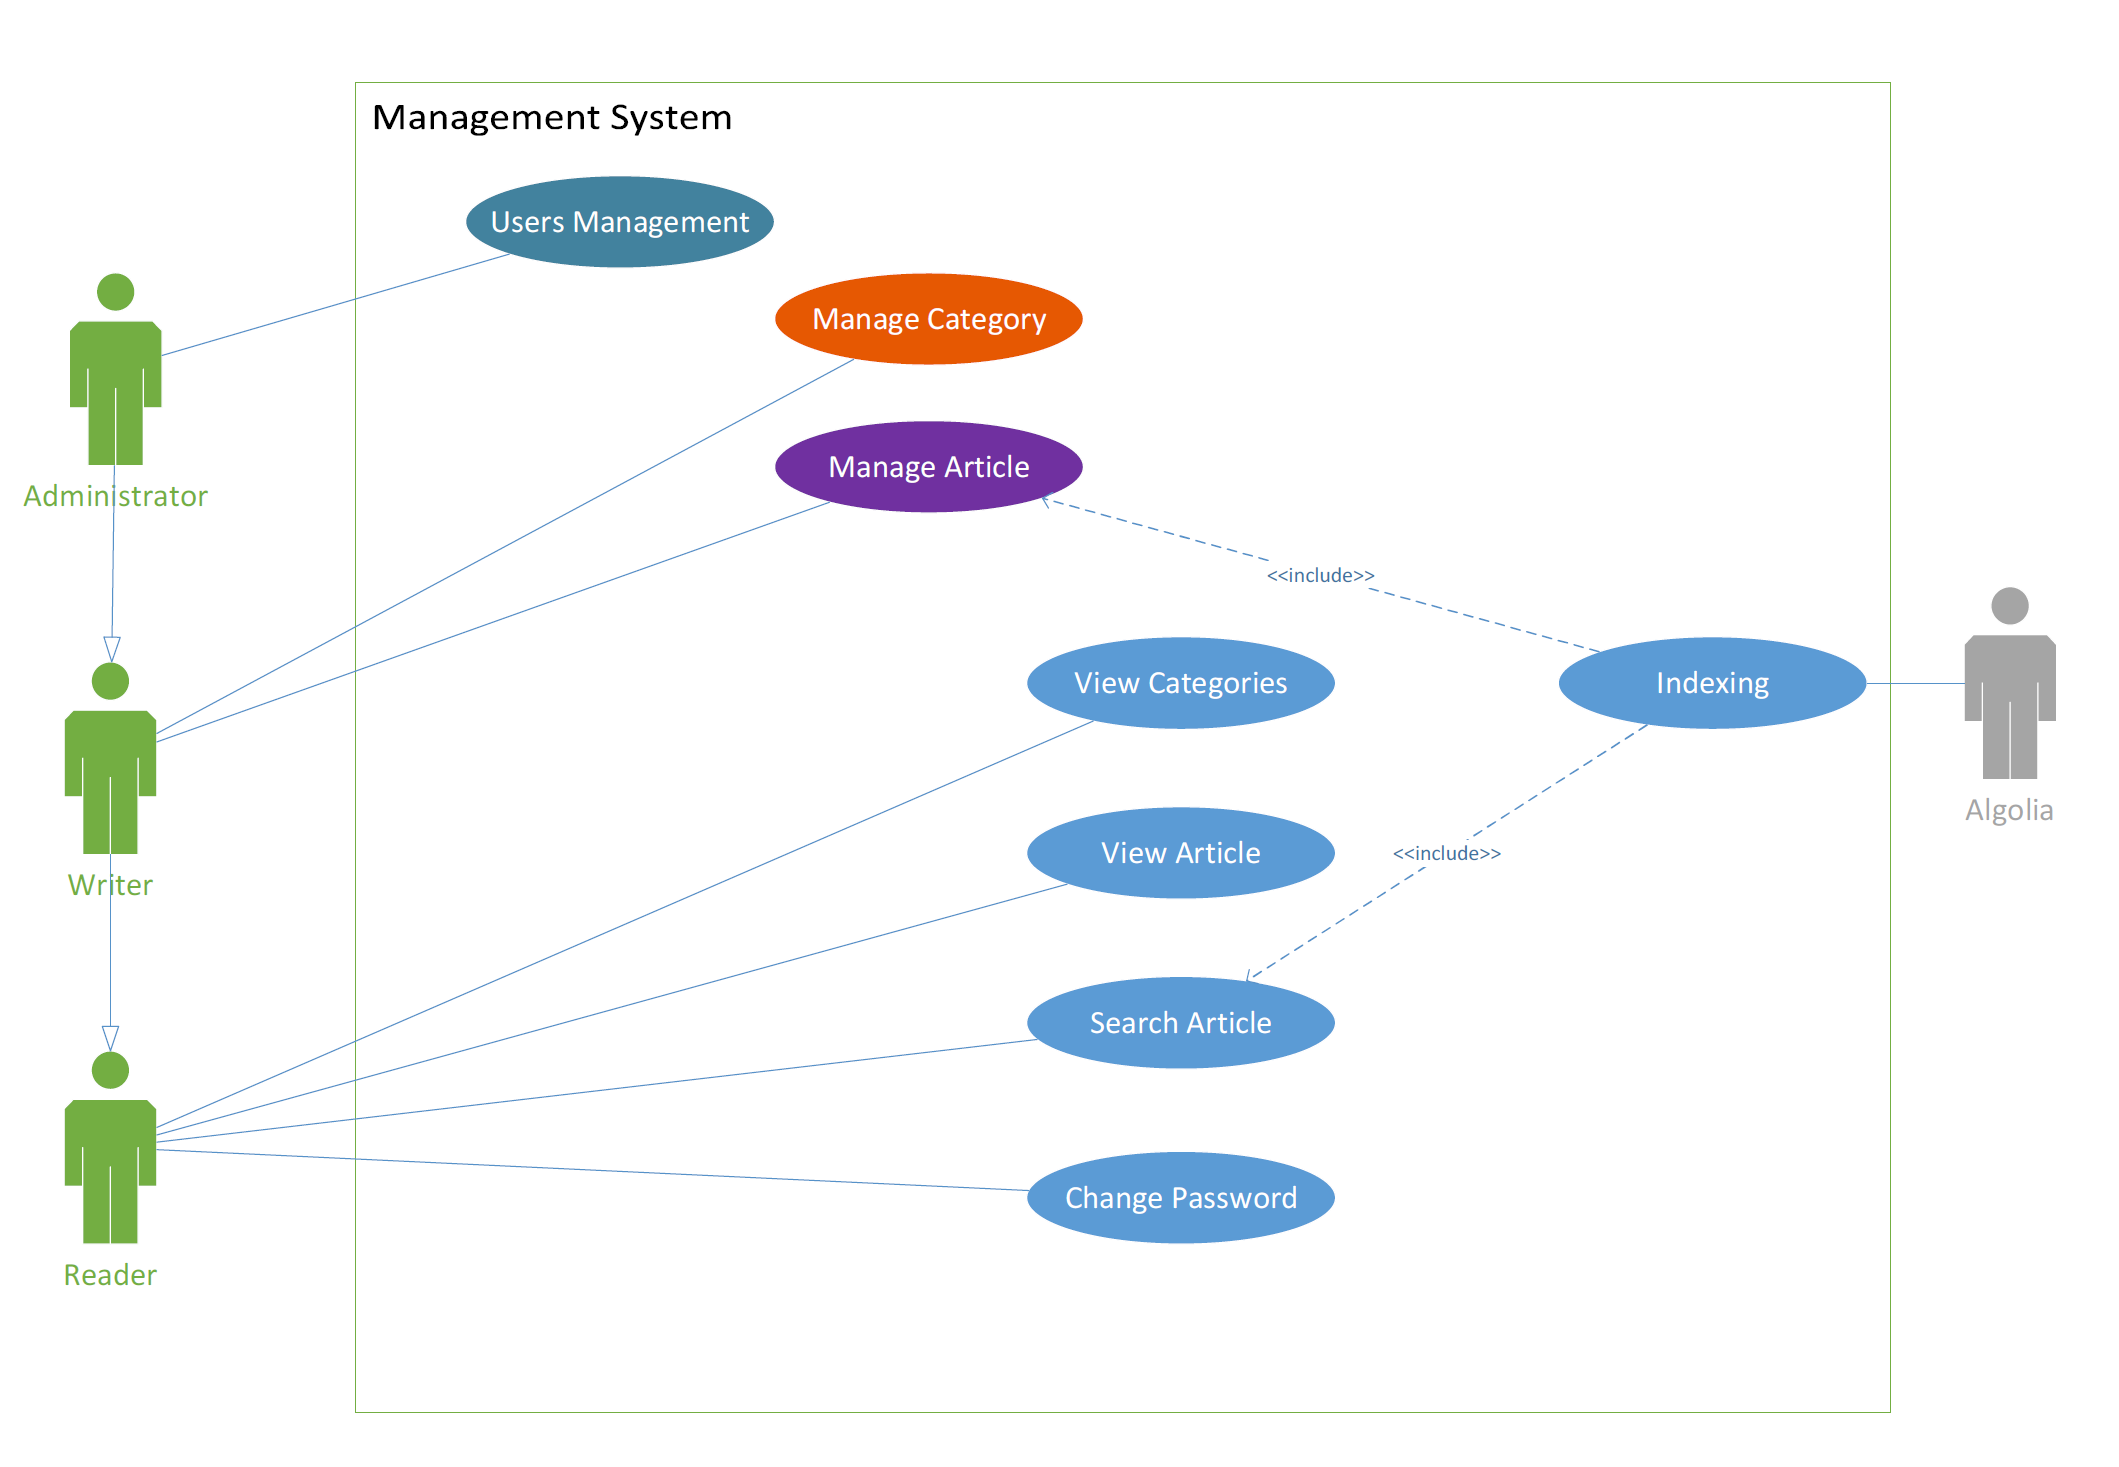 Management System
Users Management
Manage Category
Manage Article
Administrator
<<include>>
View Categories
Indexing
Algolia
View Article
<<include>>
Writer
Search Article
Change Password
Reader